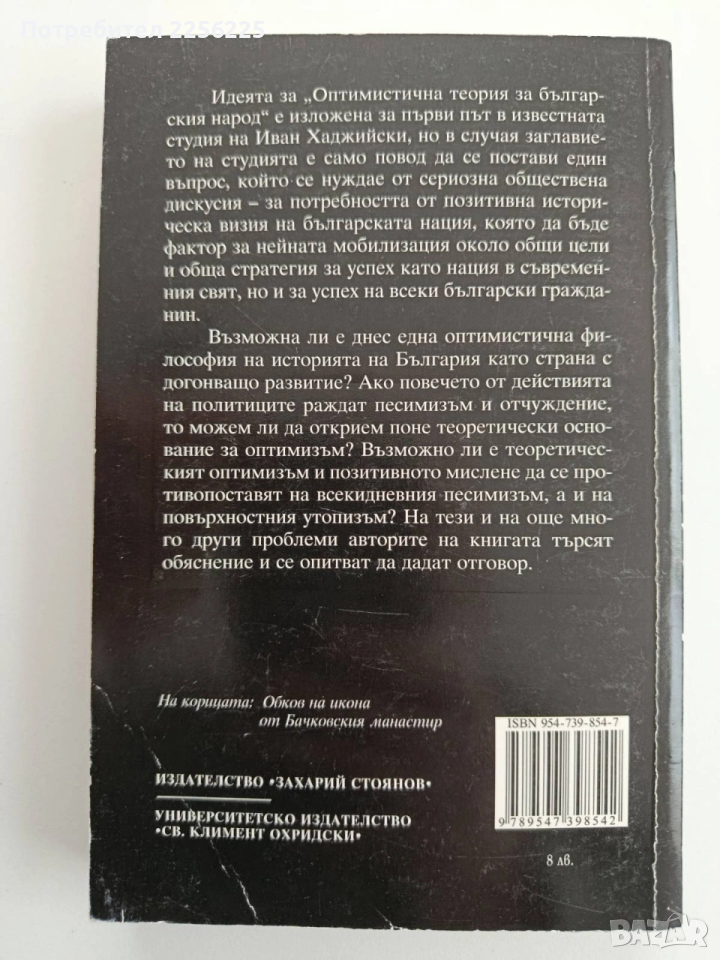 Потребител 2256225
Идеята за „Оптимистична теория за българ-
ския народ“ е изложена за първи път в известната
студия на Иван Хаджийски, но в случая заглавие-
то на студията е само повод да се постави един
въпрос, който се нуждае от сериозна обществена
дискусия – за потребността от позитивна истори-
ческа визия на българската нация, която да бъде
фактор за нейната мобилизация около общи цели
и обща стратегия за успех като нация в съвремен-
ния свят, но и за успех на всеки български гражда-
нин.
Възможна ли е днес една оптимистична фи-
лософия на историята на България като страна с
догонващо развитие? Ако повечето от действията
на политиците раждат песимизъм и отчуждение,
то можем ли да открием поне теоретически осно-
вание за оптимизъм? Възможно ли е теоретичес-
кият оптимизъм и позитивното мислене да се про-
тивопоставят на всекидневния песимизъм, а и на
повърхностния утопизъм? На тези и на още мно-
го други проблеми авторите на книгата търсят
обяснение и се опитват да дадат отговор.
На корицата: Обков на икона
от Бачковския манастир
ISBN 954-739-854-7
ИЗДАТЕЛСТВО •ЗАХАРИЙ СТОЯНОВ•
УНИВЕРСИТЕТСКО ИЗДАТЕЛСТВО
•СВ. КЛИМЕНТ ОХРИДСКИ•
9 789547 398542
8 лв.
BAZAR